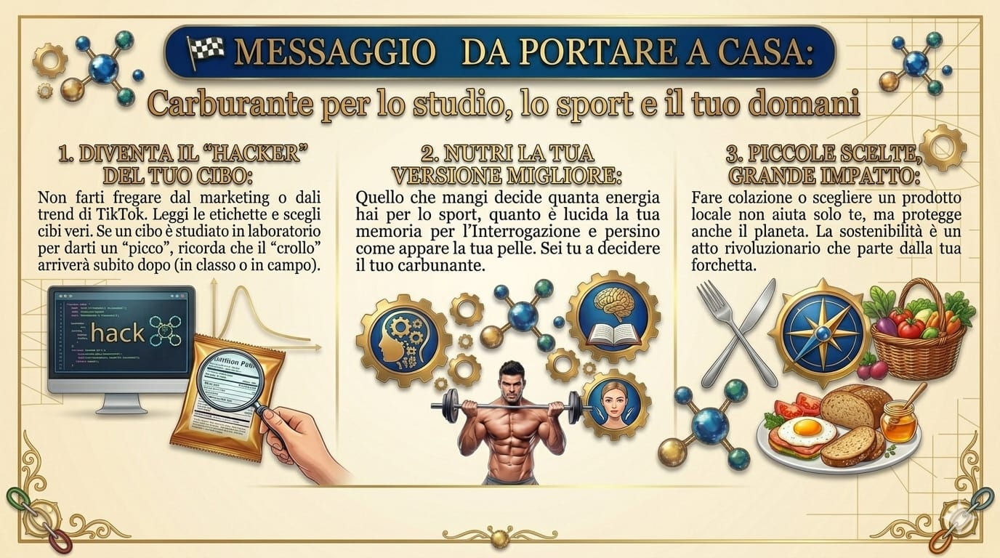 MESSAGGIO DA PORTARE A CASA:
Carburante per lo studio, lo sport e il tuo domani
1. DIVENTA IL “HACKER”
DEL TUO CIBO:
Non farti fregare dal marketing o dali
trend di TikTok. Leggi le etichette e scegli
cibi veri. Se un cibo è studiato in laboratorio
per darti un “picco”, ricorda che il “crollo”
arriverà subito dopo (in classo o in campo).
hack
2. NUTRI LA TUA
VERSIONE MIGLIORE:
Quello che mangi decide quanta energia
hai per lo sport, quanto è lucida la tua
memoria per l’Interrogazione e persino
come appare la tua pelle. Sei tu a decidere
il tuo carbunante.
3. PICCOLE SCELTE,
GRANDE IMPATTO:
Fare colazione o scegliere un prodotto
locale non aiuta solo te, ma protegge
anche il planeta. La sostenibilità è un
atto rivoluzionario che parte dalla tua
forchetta.